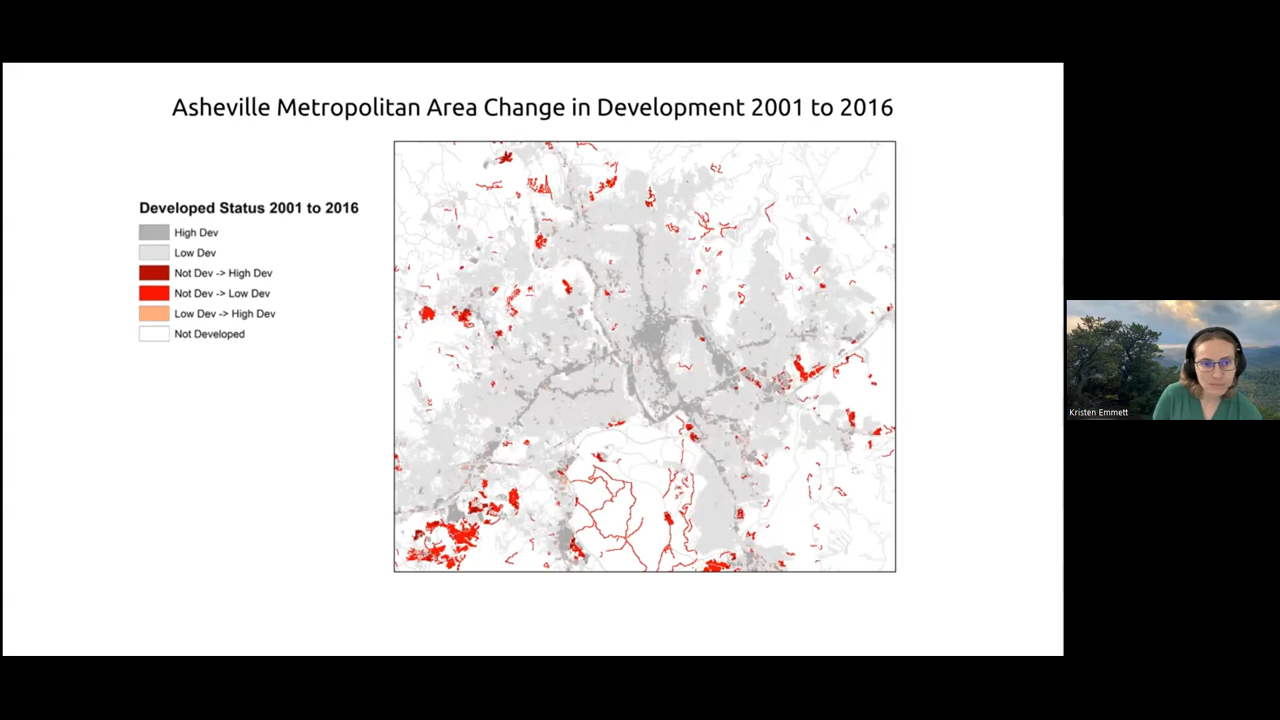 Asheville Metropolitan Area Change in Development 2001 to 2016
Developed Status 2001 to 2016
High Dev
Low Dev
Not Dev -> High Dev
Not Dev -> Low Dev
Low Dev -> High Dev
Not Developed
Kristen Emmett